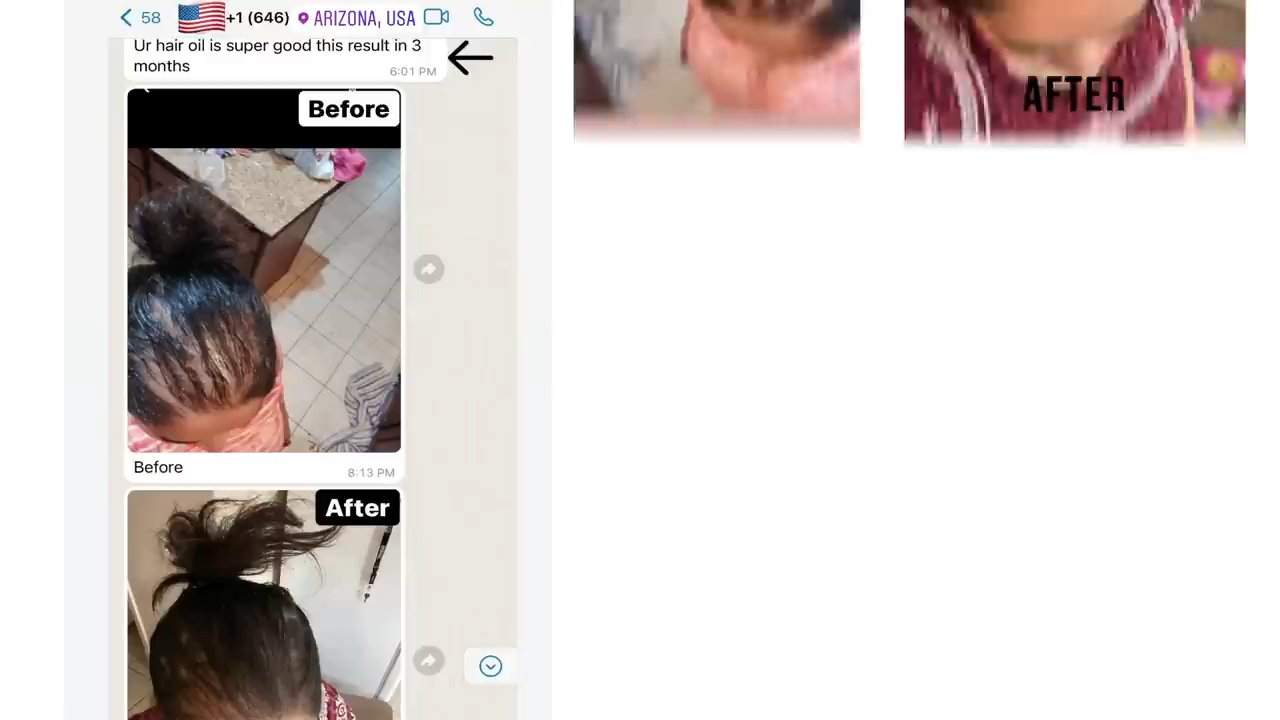 58
+1 (646) ARIZONA, USA
Ur hair oil is super good this result in 3
months
6:01 PM
Before
Before
8:13 PM
After
AFTER